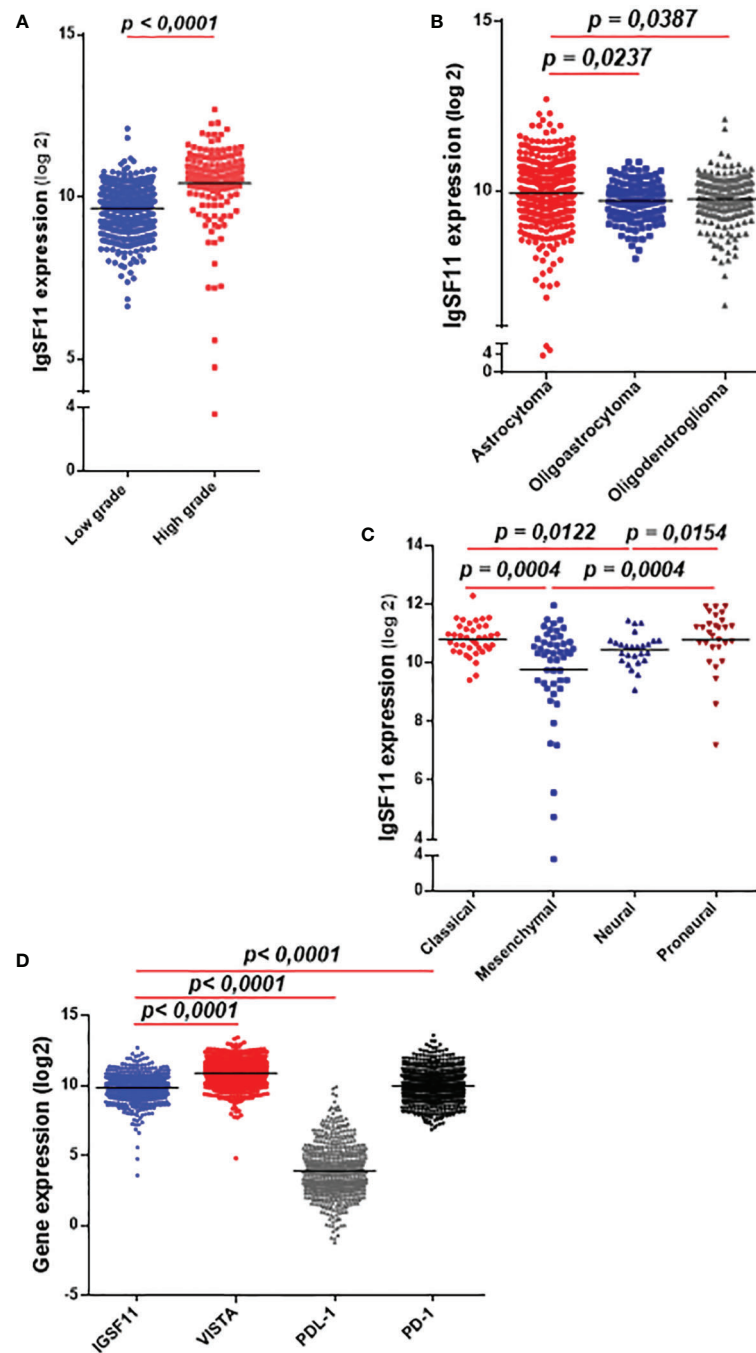 A
p < 0,0001
15
10
5
4
0
IgSF11 expression (log 2)
Low grade
High grade
B
p = 0,0387
p = 0,0237
15
10
4
0
IgSF11 expression (log 2)
Astrocytoma
Oligoastrocytoma
Oligodendroglioma
C
p = 0,0122
p = 0,0154
p = 0,0004
p = 0,0004
14
12
10
8
6
4
4
0
IgSF11 expression (log 2)
Classical
Mesenchymal
Neural
Proneural
D
p< 0,0001
p< 0,0001
p< 0,0001
15
10
5
0
-5
Gene expression (log2)
IGSF11
VISTA
PDL-1
PD-1